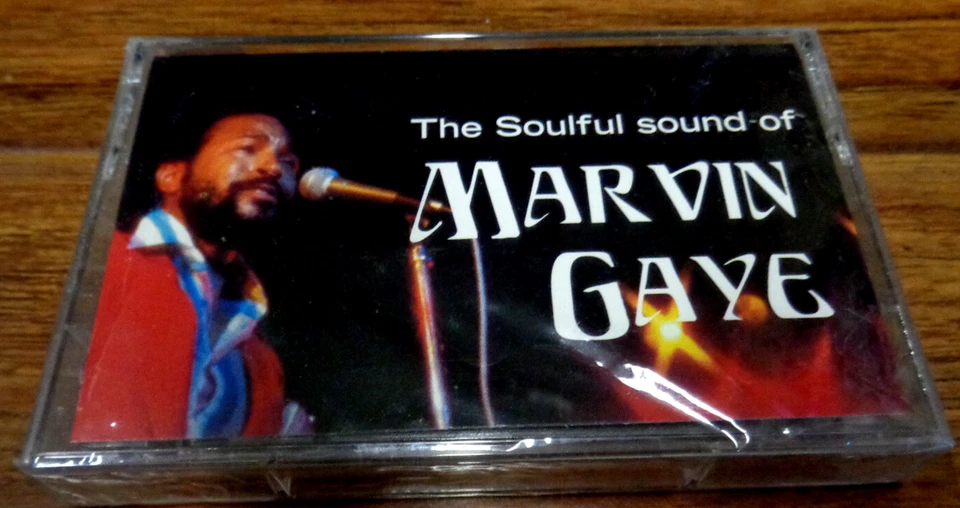 The Soulful sound of
MARVIN
GAYE